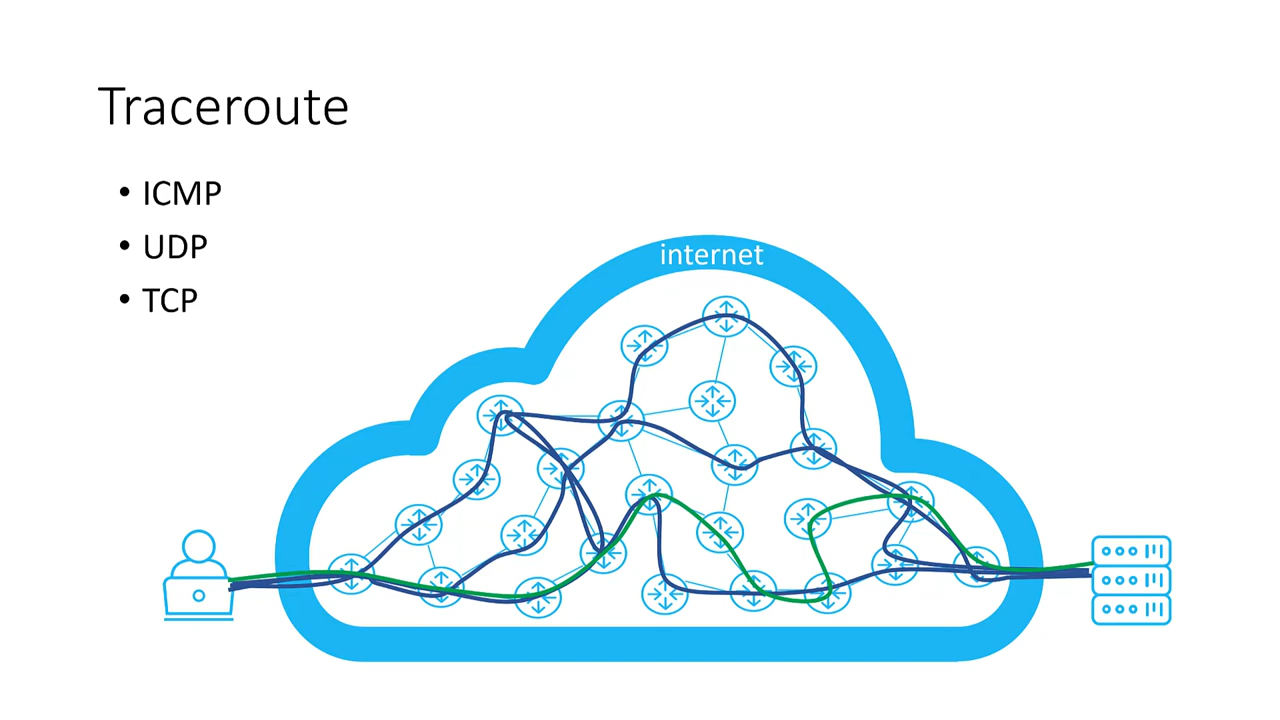 Traceroute
• ICMP
• UDP
• TCP
internet